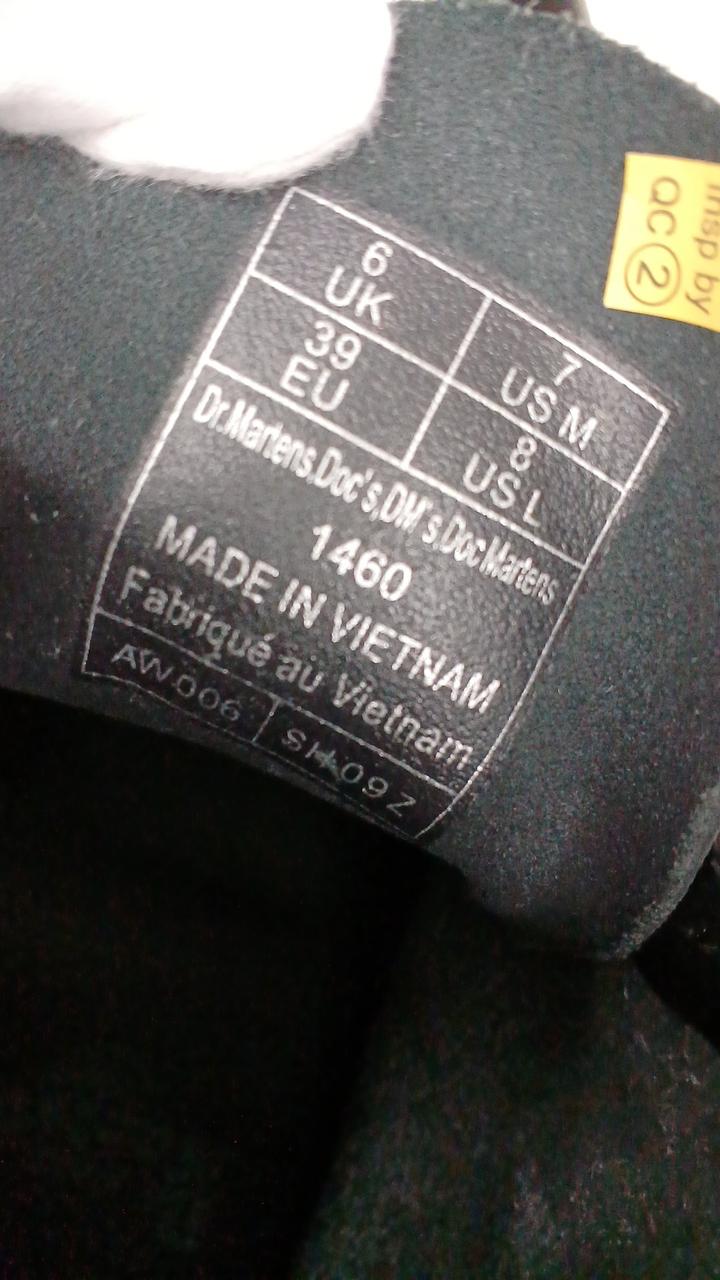 6
UK
7
US M
39
EU
8
US L
Dr.Martens.Doc's,DM's,Doc Martens
1460
MADE IN VIETNAM
Fabriqué au Vietnam
AW006
09 Z
Insp by
QC 2